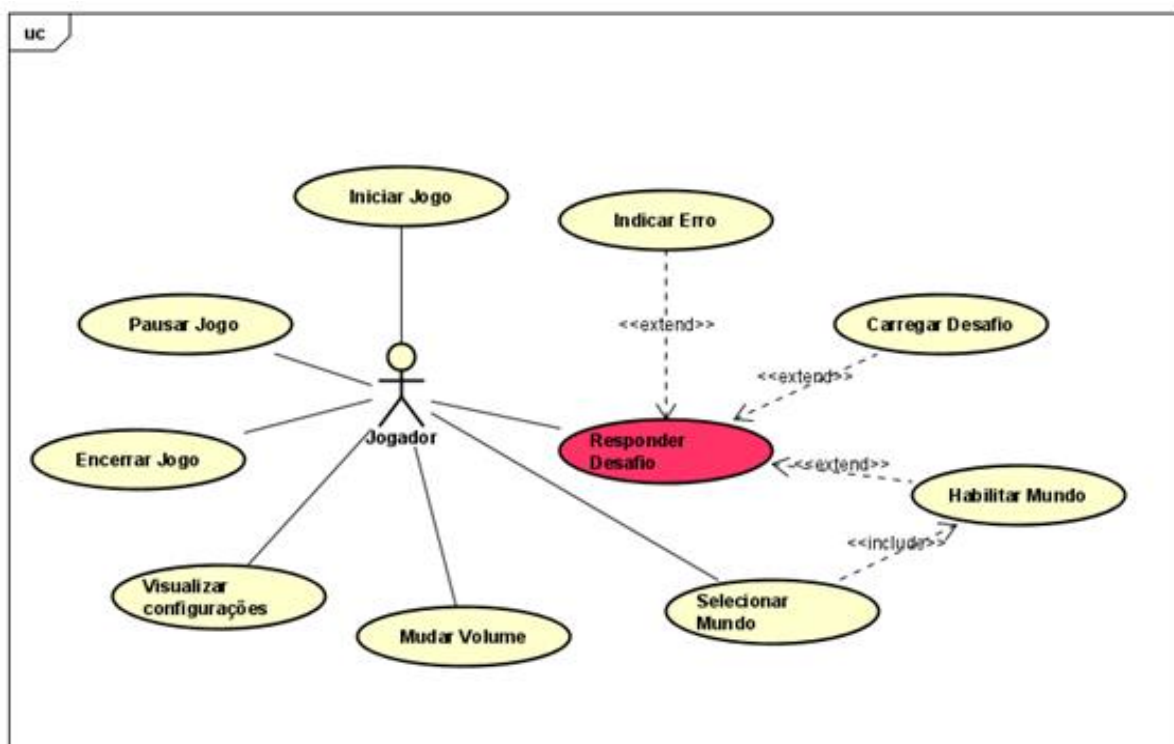 uc
Iniciar Jogo
Indicar Erro
Pausar Jogo
<<extend>>
Carregar Desafio
<<extend>>
Jogador
Responder
Desafio
Encerrar Jogo
<<extend>>
Habilitar Mundo
<<include>>
Visualizar
configurações
Selecionar
Mundo
Mudar Volume